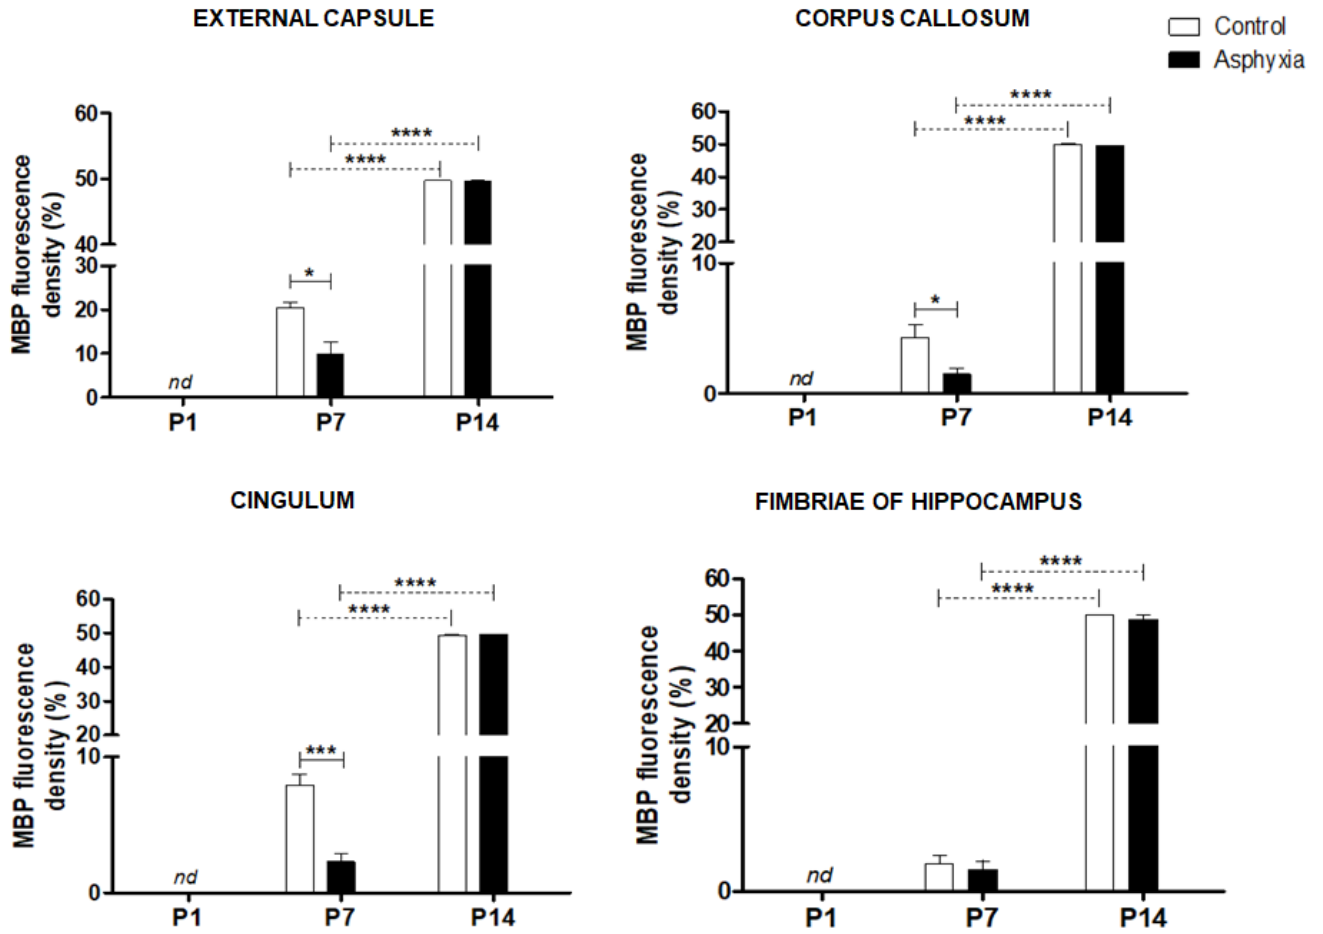 EXTERNAL CAPSULE
CORPUS CALLOSUM
Control
Asphyxia
MBP fluorescence
density (%)
60
50
40
30
20
10
0
****
****
*
nd
P1
P7
P14
MBP fluorescence
density (%)
60
50
40
30
20
10
0
****
****
*
nd
P1
P7
P14
CINGULUM
FIMBRIAE OF HIPPOCAMPUS
MBP fluorescence
density (%)
60
50
40
30
20
10
0
****
****
***
nd
P1
P7
P14
MBP fluorescence
density (%)
60
50
40
30
20
10
0
****
****
nd
P1
P7
P14